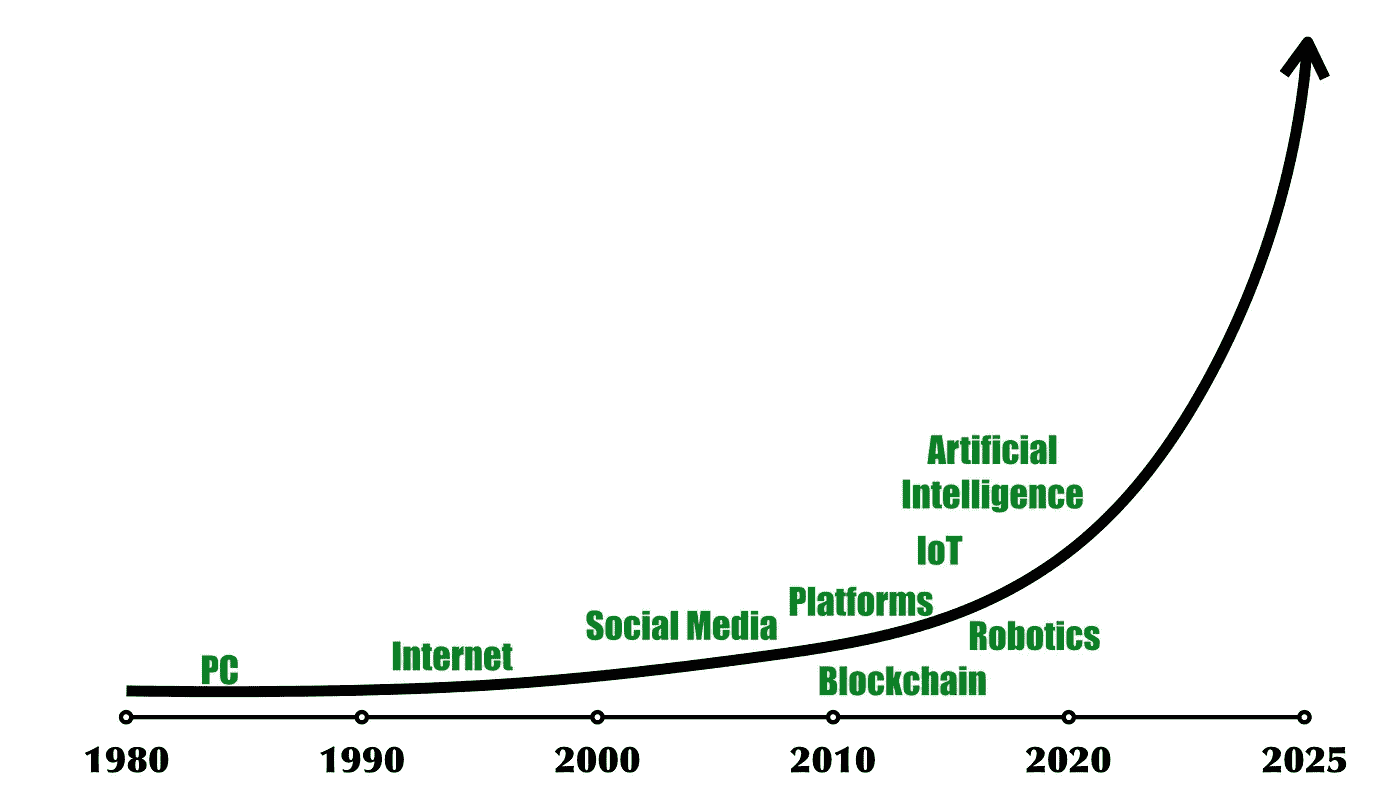 Artificial
Intelligence
IoT
Platforms
Social Media
Robotics
Internet
PC
Blockchain
1980
1990
2000
2010
2020
2025